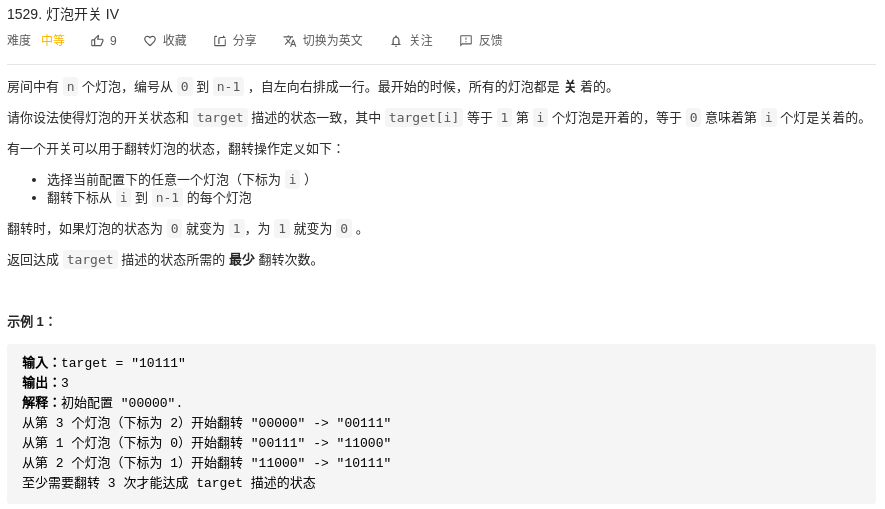 1529. 灯泡开关 IV
难度 中等 9 收藏 分享 切换为英文 关注 反馈
房间中有 n 个灯泡，编号从 0 到 n-1 ，自左向右排成一行。最开始的时候，所有的灯泡都是 关 着的。
请你设法使得灯泡的开关状态和 target 描述的状态一致，其中 target[i] 等于 1 第 i 个灯泡是开着的，等于 0 意味着第 i 个灯是关着的。
有一个开关可以用于翻转灯泡的状态，翻转操作定义如下：
• 选择当前配置下的任意一个灯泡（下标为 i ）
• 翻转下标从 i 到 n-1 的每个灯泡
翻转时，如果灯泡的状态为 0 就变为 1，为 1 就变为 0 。
返回达成 target 描述的状态所需的 最少 翻转次数。
示例 1：
输入：target = "10111"
输出：3
解释：初始配置 "00000".
从第 3 个灯泡（下标为 2）开始翻转 "00000" -> "00111"
从第 1 个灯泡（下标为 0）开始翻转 "00111" -> "11000"
从第 2 个灯泡（下标为 1）开始翻转 "11000" -> "10111"
至少需要翻转 3 次才能达成 target 描述的状态